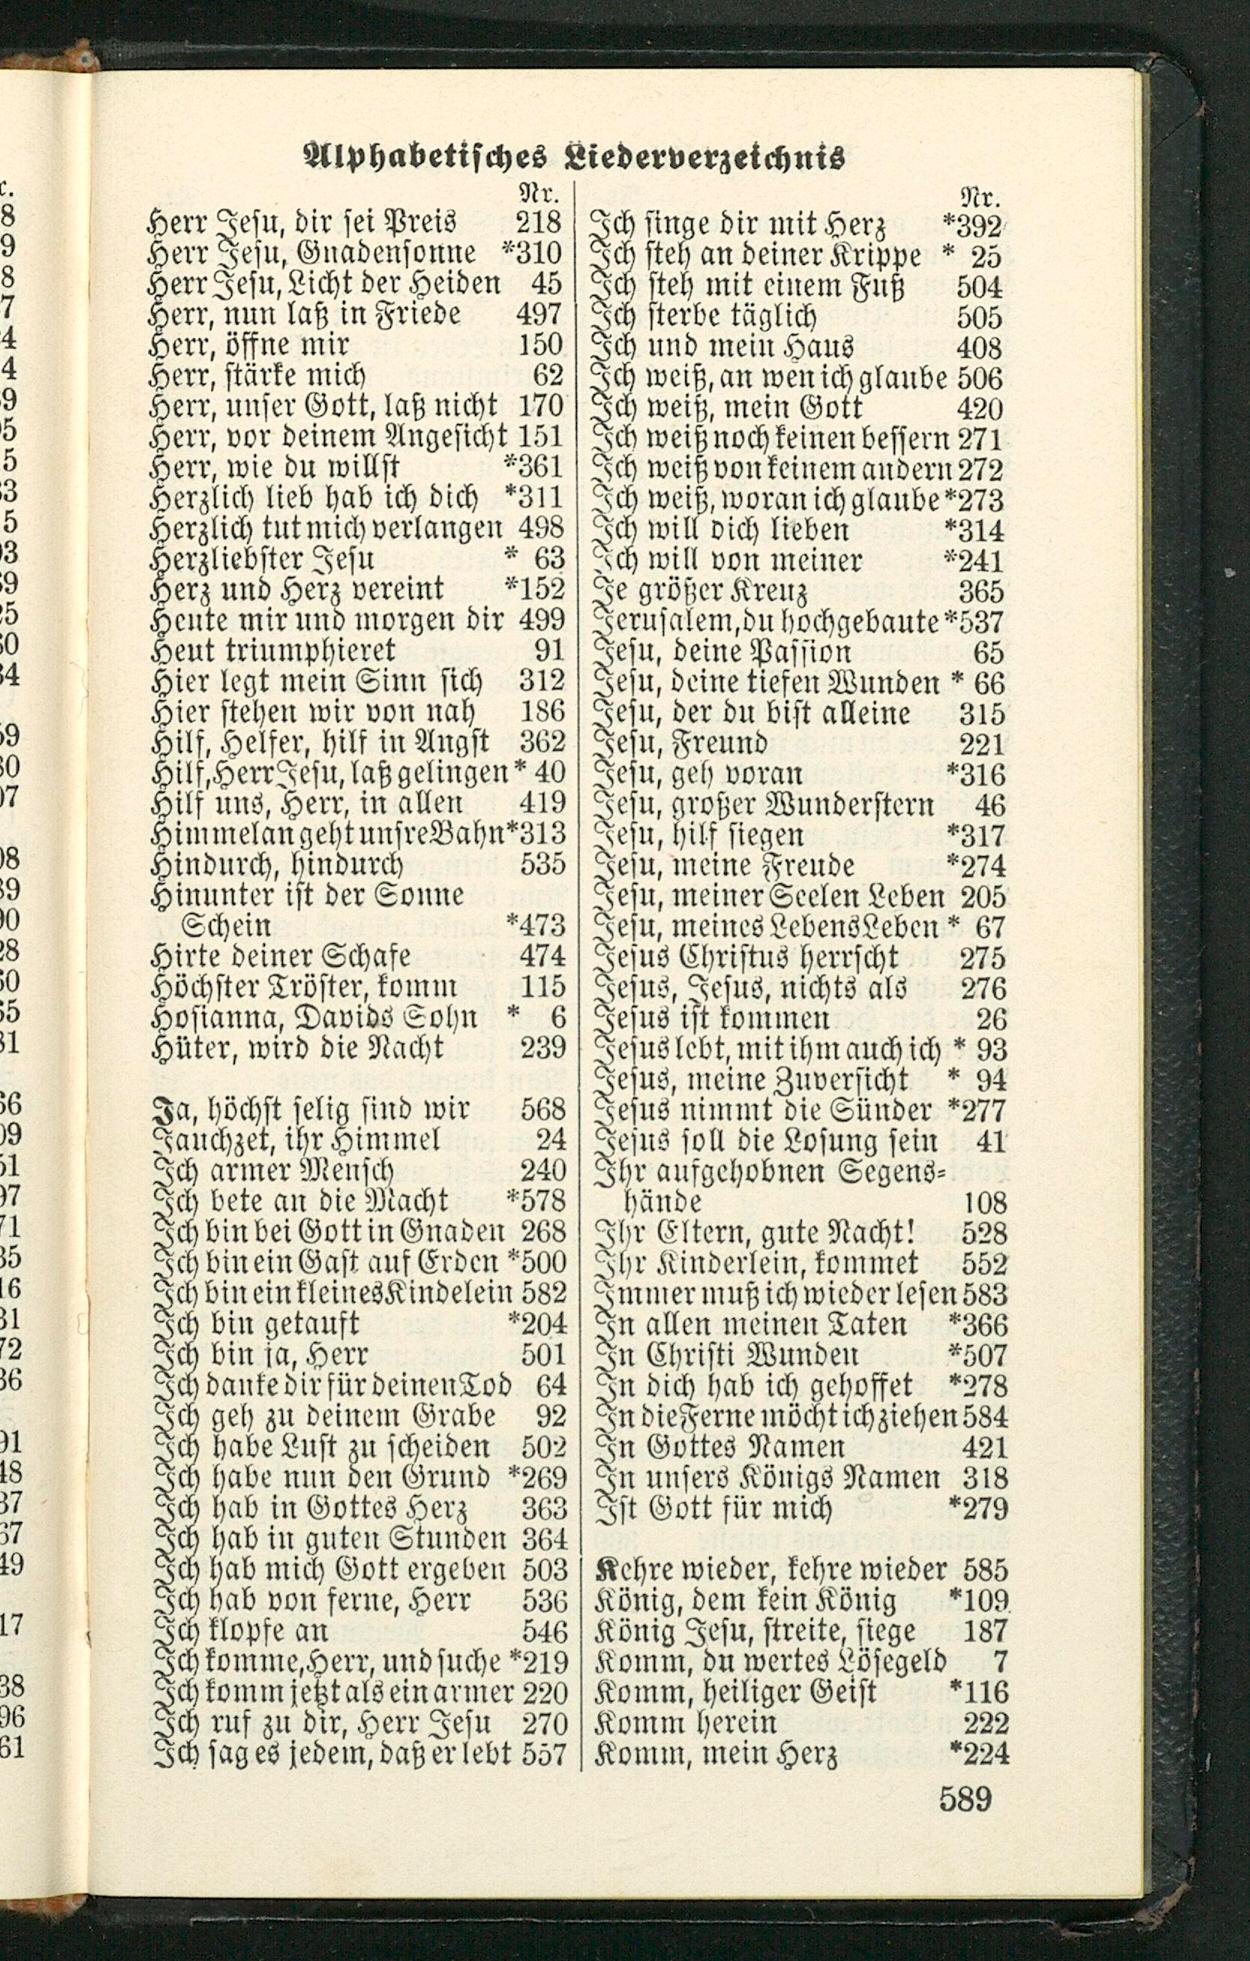 Alphabetisches Liederverzeichnis
Nr.
Herr Jesu, dir sei Preis 218
Herr Jesu, Gnadensonne *310
Herr Jesu, Licht der Heiden 45
Herr, nun laß in Friede 497
Herr, öffne mir 150
Herr, stärke mich 62
Herr, unser Gott, laß nicht 170
Herr, vor deinem Angesicht 151
Herr, wie du willst *361
Herzlich lieb hab ich dich *311
Herzlich tut mich verlangen 498
Herzliebster Jesu * 63
Herz und Herz vereint *152
Heute mir und morgen dir 499
Heut triumphieret 91
Hier legt mein Sinn sich 312
Hier stehen wir von nah 186
Hilf, Helfer, hilf in Angst 362
Hilf, Herr Jesu, laß gelingen * 40
Hilf uns, Herr, in allen 419
Himmelan geht unsre Bahn *313
Hindurch, hindurch 535
Hinunter ist der Sonne
Schein *473
Hirte deiner Schafe 474
Höchster Tröster, komm 115
Hosianna, Davids Sohn * 6
Hüter, wird die Nacht 239
Ja, höchst selig sind wir 568
Jauchzet, ihr Himmel 24
Ich armer Mensch 240
Ich bete an die Macht *578
Ich bin bei Gott in Gnaden 268
Ich bin ein Gast auf Erden *500
Ich bin ein kleines Kindelein 582
Ich bin getauft *204
Ich bin ja, Herr 501
Ich danke dir für deinen Tod 64
Ich geh zu deinem Grabe 92
Ich habe Lust zu scheiden 502
Ich habe nun den Grund *269
Ich hab in Gottes Herz 363
Ich hab in guten Stunden 364
Ich hab mich Gott ergeben 503
Ich hab von ferne, Herr 536
Ich klopfe an 546
Ich komme, Herr, und suche *219
Ich komm jetzt als ein armer 220
Ich ruf zu dir, Herr Jesu 270
Ich sag es jedem, daß er lebt 557
Nr.
Ich singe dir mit Herz *392
Ich steh an deiner Krippe * 25
Ich steh mit einem Fuß 504
Ich sterbe täglich 505
Ich und mein Haus 408
Ich weiß, an wen ich glaube 506
Ich weiß, mein Gott 420
Ich weiß noch keinen bessern 271
Ich weiß von keinem andern 272
Ich weiß, woran ich glaube *273
Ich will dich lieben *314
Ich will von meiner *241
Je größer Kreuz 365
Jerusalem, du hochgebaute *537
Jesu, deine Passion 65
Jesu, deine tiefen Wunden * 66
Jesu, der du bist alleine 315
Jesu, Freund 221
Jesu, geh voran *316
Jesu, großer Wunderstern 46
Jesu, hilf siegen *317
Jesu, meine Freude *274
Jesu, meiner Seelen Leben 205
Jesu, meines Lebens Leben * 67
Jesus Christus herrscht 275
Jesus, Jesus, nichts als 276
Jesus ist kommen 26
Jesus lebt, mit ihm auch ich * 93
Jesus, meine Zuversicht * 94
Jesus nimmt die Sünder *277
Jesus soll die Losung sein 41
Ihr aufgehobnen Segens-
hände 108
Ihr Eltern, gute Nacht! 528
Ihr Kinderlein, kommet 552
Immer muß ich wieder lesen 583
In allen meinen Taten *366
In Christi Wunden *507
In dich hab ich gehoffet *278
In die Ferne möcht ich ziehen 584
In Gottes Namen 421
In unsers Königs Namen 318
Ist Gott für mich *279
Kehre wieder, kehre wieder 585
König, dem kein König *109
König Jesu, streite, siege 187
Komm, du wertes Lösegeld 7
Komm, heiliger Geist *116
Komm herein 222
Komm, mein Herz *224
589